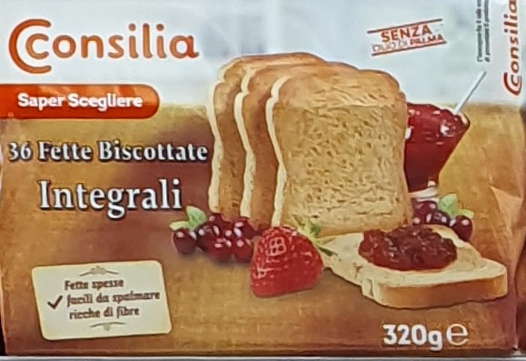 Consilia
SENZA
OLIO DI PALMA
Consilia
Saper Scegliere
36 Fette Biscottate
Integrali
Fette spesse
facili da spalmare
ricche di fibre
320g e